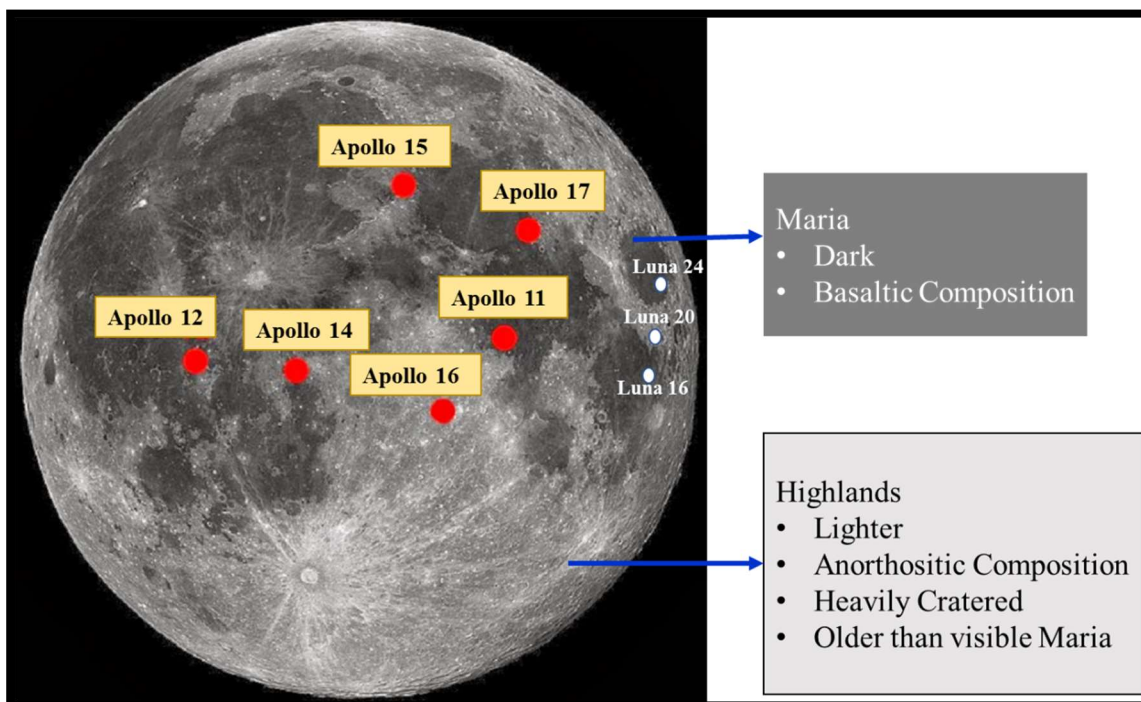 Apollo 15
Apollo 17
Maria
• Dark
• Basaltic Composition
Luna 24
Apollo 11
Apollo 12
Apollo 14
Luna 20
Apollo 16
Luna 16
Highlands
• Lighter
• Anorthositic Composition
• Heavily Cratered
• Older than visible Maria